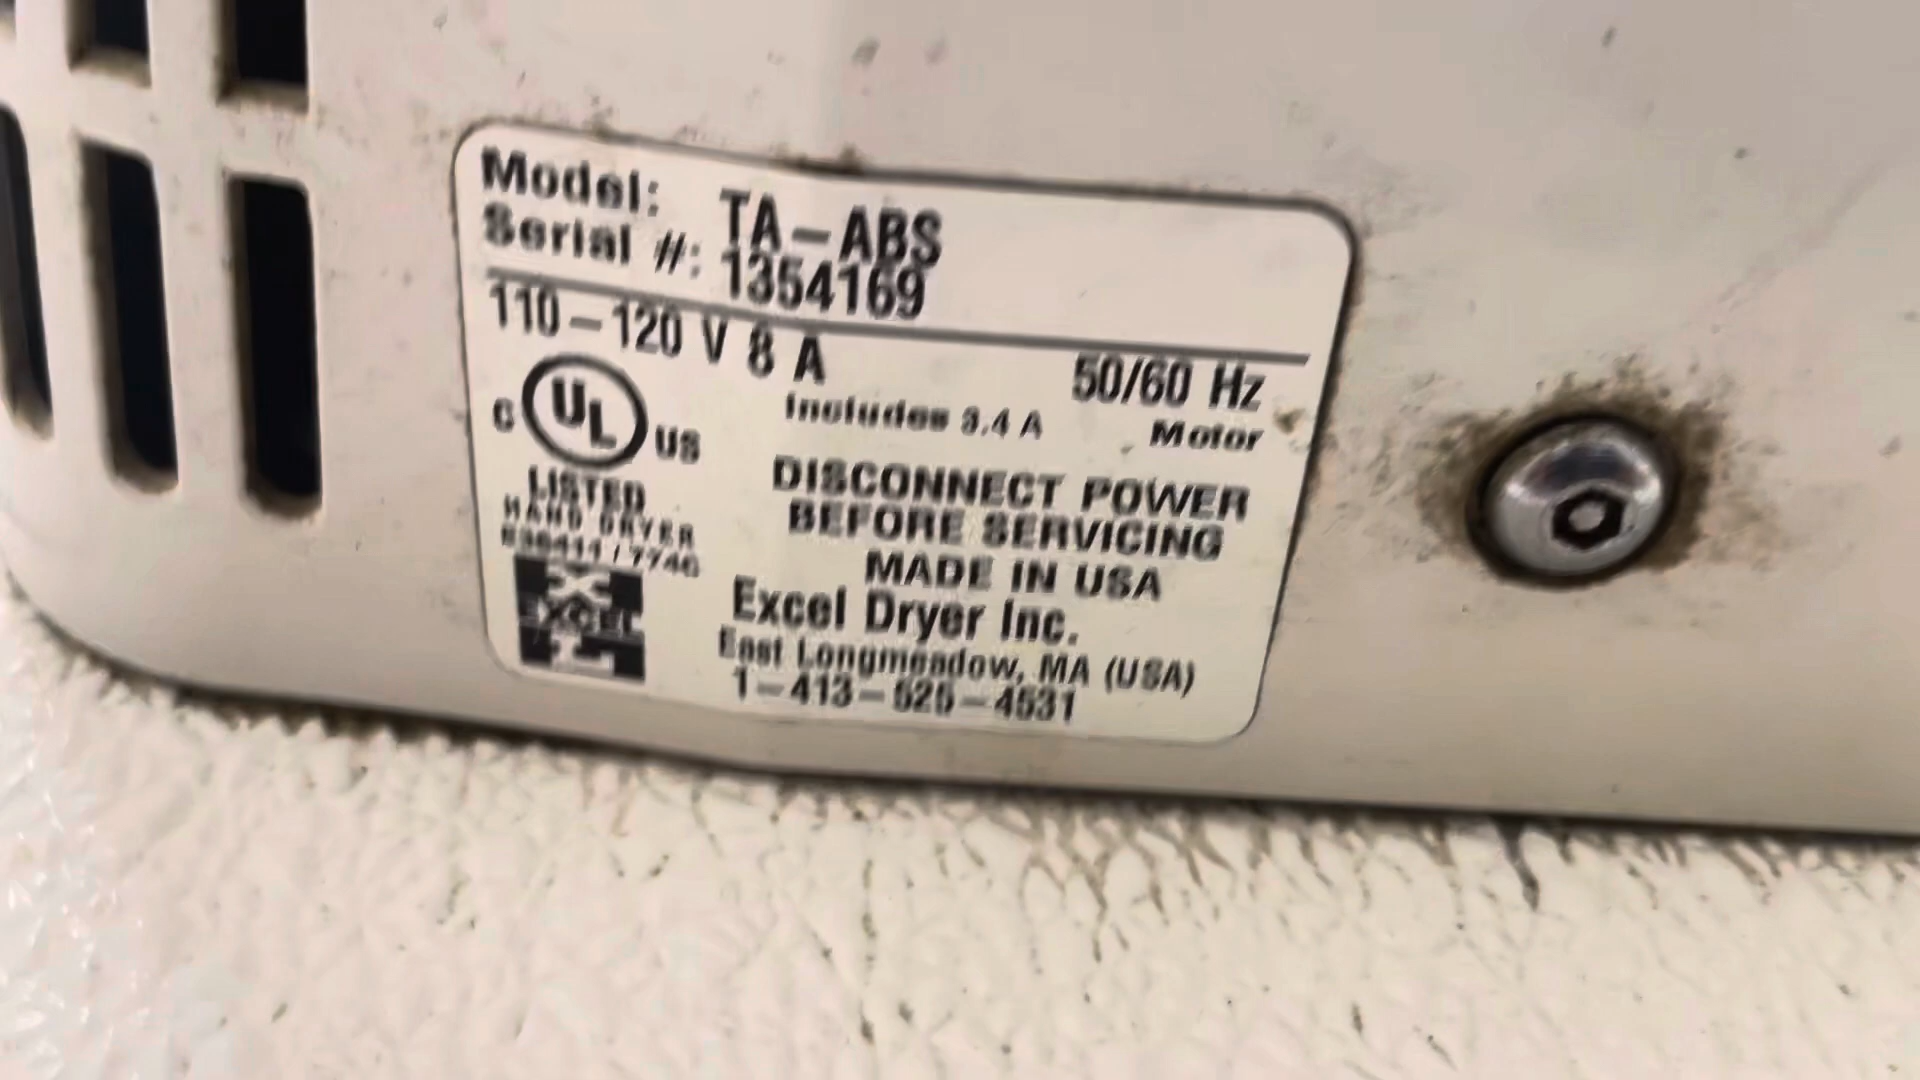 Model: TA-ABS
Serial #: 1354169
110-120 V 8 A 50/60 Hz
Includes 3.4 A Motor
C UL US
LISTED
HAND DRYER
DISCONNECT POWER
BEFORE SERVICING
MADE IN USA
EXCEL
Excel Dryer Inc.
East Longmeadow, MA (USA)
1-413-525-4531